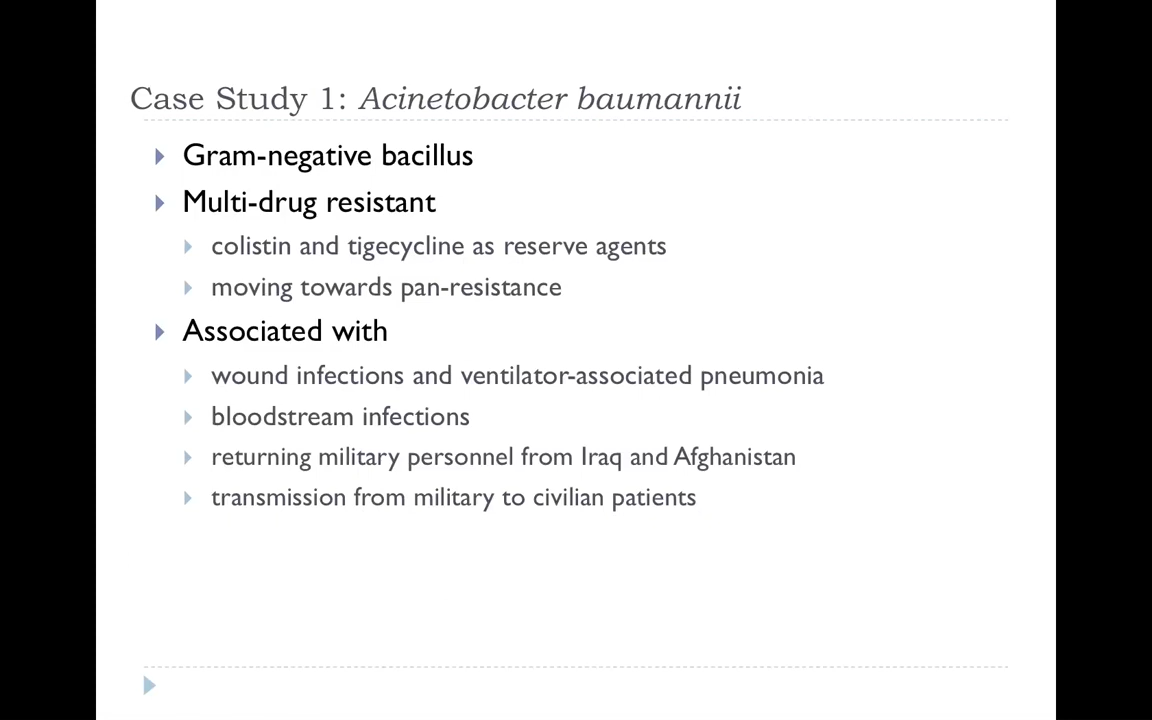 Case Study 1: Acinetobacter baumannii
Gram-negative bacillus
Multi-drug resistant
colistin and tigecycline as reserve agents
moving towards pan-resistance
Associated with
wound infections and ventilator-associated pneumonia
bloodstream infections
returning military personnel from Iraq and Afghanistan
transmission from military to civilian patients